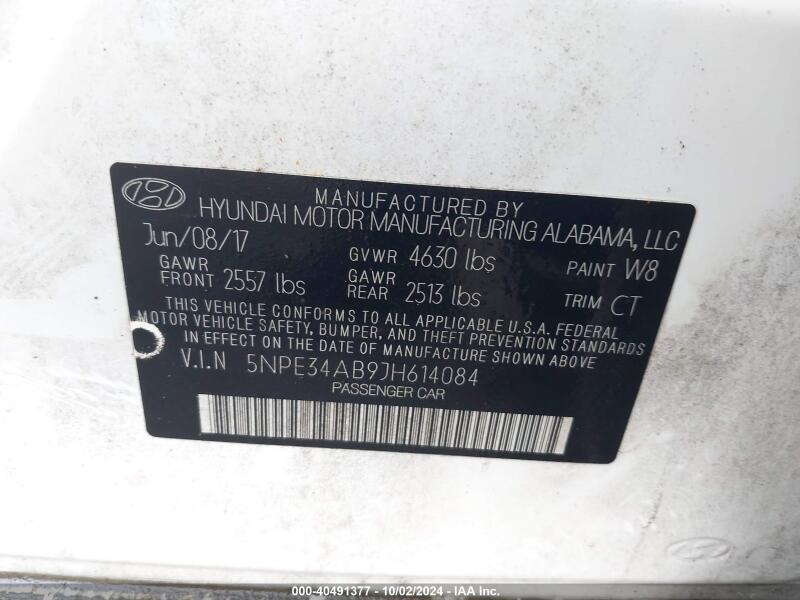 MANUFACTURED BY
HYUNDAI MOTOR MANUFACTURING ALABAMA, LLC
Jun/08/17 GVWR 4630 lbs PAINT W8
GAWR FRONT 2557 lbs GAWR REAR 2513 lbs TRIM CT
THIS VEHICLE CONFORMS TO ALL APPLICABLE U.S.A. FEDERAL
MOTOR VEHICLE SAFETY, BUMPER, AND THEFT PREVENTION STANDARDS
IN EFFECT ON THE DATE OF MANUFACTURE SHOWN ABOVE
V.I.N 5NPE34AB9JH614084
PASSENGER CAR
000-40491377 - 10/02/2024 - IAA Inc.